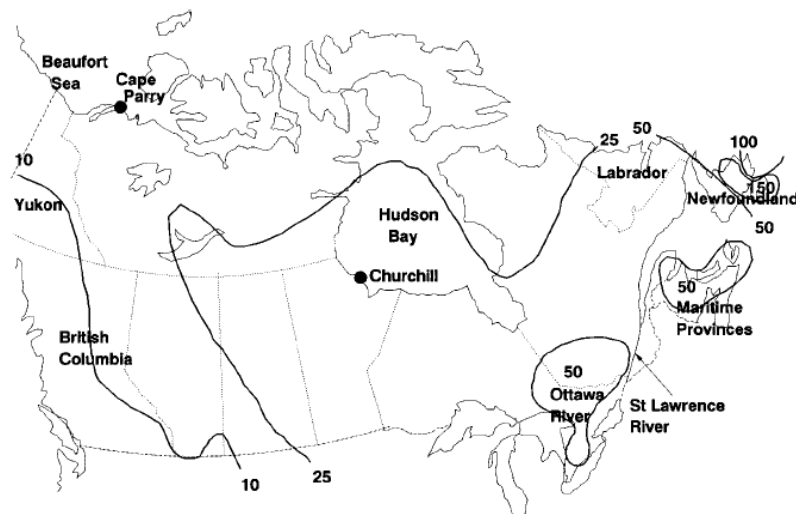 Beaufort
Sea
Cape
Parry
10
Yukon
British
Columbia
Hudson
Bay
Churchill
25
50
100
Labrador
150
Newfoundland
50
50
Maritime
Provinces
50
Ottawa
River
St Lawrence
River
10
25